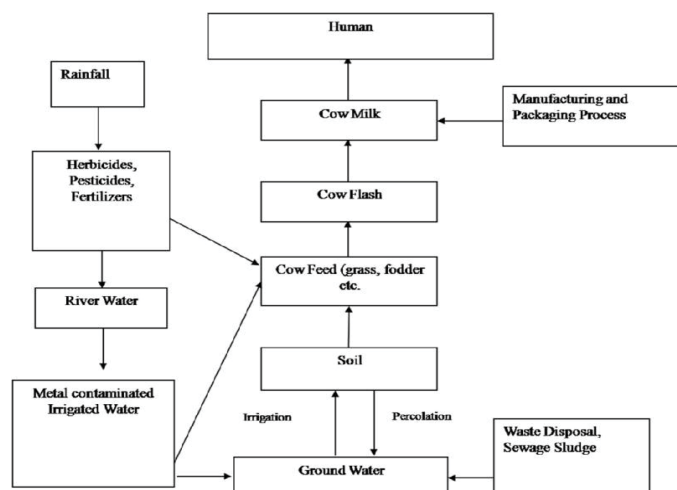 Human
Rainfall
Manufacturing and
Packaging Process
Cow Milk
Herbicides,
Pesticides,
Fertilizers
Cow Flash
Cow Feed (grass, fodder
etc.
River Water
Soil
Metal contaminated
Irrigated Water
Irrigation
Percolation
Waste Disposal,
Sewage Sludge
Ground Water